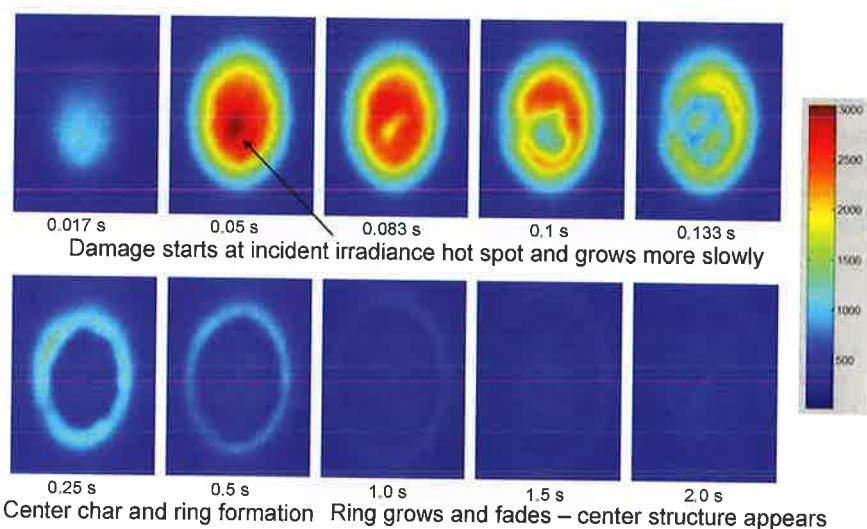 0.017 s 0.05 s 0.083 s 0.1 s 0.133 s
Damage starts at incident irradiance hot spot and grows more slowly
3000
2500
2000
1500
1000
500
0.25 s 0.5 s 1.0 s 1.5 s 2.0 s
Center char and ring formation Ring grows and fades – center structure appears